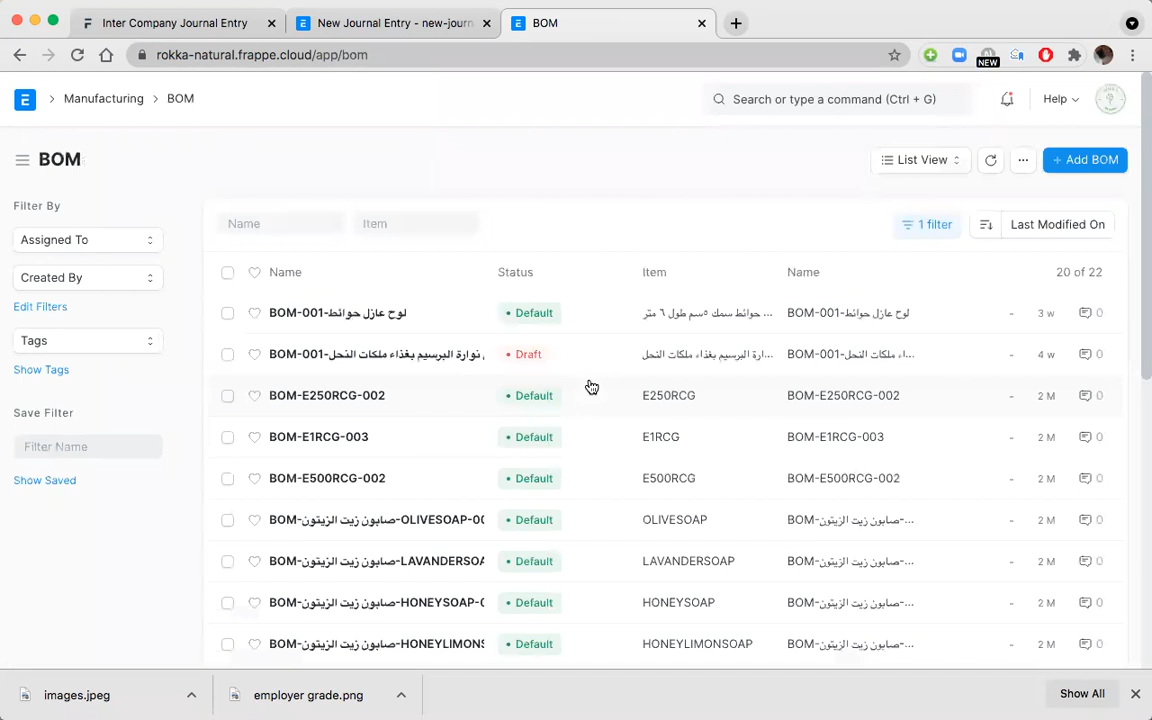 Inter Company Journal Entry
New Journal Entry - new-journ
BOM
rokka-natural.frappe.cloud/app/bom
NEW
E
Manufacturing
BOM
Search or type a command (Ctrl + G)
Help
BOM
List View
+ Add BOM
Filter By
Assigned To
Created By
Edit Filters
Tags
Show Tags
Save Filter
Filter Name
Show Saved
Name Item 1 filter Last Modified On
Name Status Item Name 20 of 22
BOM-لوح عازل حوائط-001 Default حوائط سمك ٥سم طول ٦ متر ... BOM-لوح عازل حوائط-001 - 3 w 0
BOM-نوارة البرسيم بغذاء ملكات النحل-001 Draft وارة البرسيم بغذاء ملكات النحل... BOM-001-اء ملكات النحل... - 4 w 0
BOM-E250RCG-002 Default E250RCG BOM-E250RCG-002 - 2 M 0
BOM-E1RCG-003 Default E1RCG BOM-E1RCG-003 - 2 M 0
BOM-E500RCG-002 Default E500RCG BOM-E500RCG-002 - 2 M 0
BOM-صابون زيت الزيتون-OLIVESOAP-00 Default OLIVESOAP BOM-صابون زيت الزيتون-... - 2 M 0
BOM-صابون زيت الزيتون-LAVANDERSOA Default LAVANDERSOAP BOM-صابون زيت الزيتون-... - 2 M 0
BOM-صابون زيت الزيتون-HONEYSOAP-0 Default HONEYSOAP BOM-صابون زيت الزيتون-... - 2 M 0
BOM-صابون زيت الزيتون-HONEYLIMONS Default HONEYLIMONSOAP BOM-صابون زيت الزيتون-... - 2 M 0
images.jpeg
employer grade.png
Show All